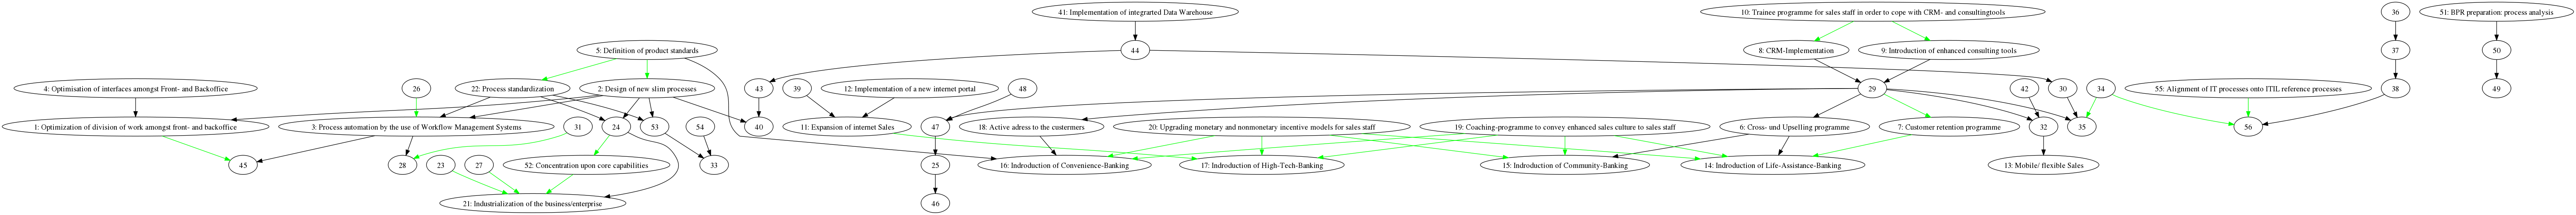 41: Implementation of integrarted Data Warehouse
10: Trainee programme for sales staff in order to cope with CRM- and consultingtools
36
51: BPR preparation: process analysis
5: Definition of product standards
44
8: CRM-Implementation
9: Introduction of enhanced consulting tools
37
50
4: Optimisation of interfaces amongst Front- and Backoffice
26
22: Process standardization
2: Design of new slim processes
43
39
12: Implementation of a new internet portal
48
29
30
42
34
55: Alignment of IT processes onto ITIL reference processes
38
49
1: Optimization of division of work amongst front- and backoffice
3: Process automation by the use of Workflow Management Systems
31
24
53
54
40
11: Expansion of internet Sales
47
18: Active adress to the custermers
20: Upgrading monetary and nonmonetary incentive models for sales staff
19: Coaching-programme to convey enhanced sales culture to sales staff
6: Cross- und Upselling programme
7: Customer retention programme
32
35
56
45
28
23
27
52: Concentration upon core capabilities
33
25
16: Indroduction of Convenience-Banking
17: Indroduction of High-Tech-Banking
15: Indroduction of Community-Banking
14: Indroduction of Life-Assistance-Banking
13: Mobile/ flexible Sales
21: Industrialization of the business/enterprise
46